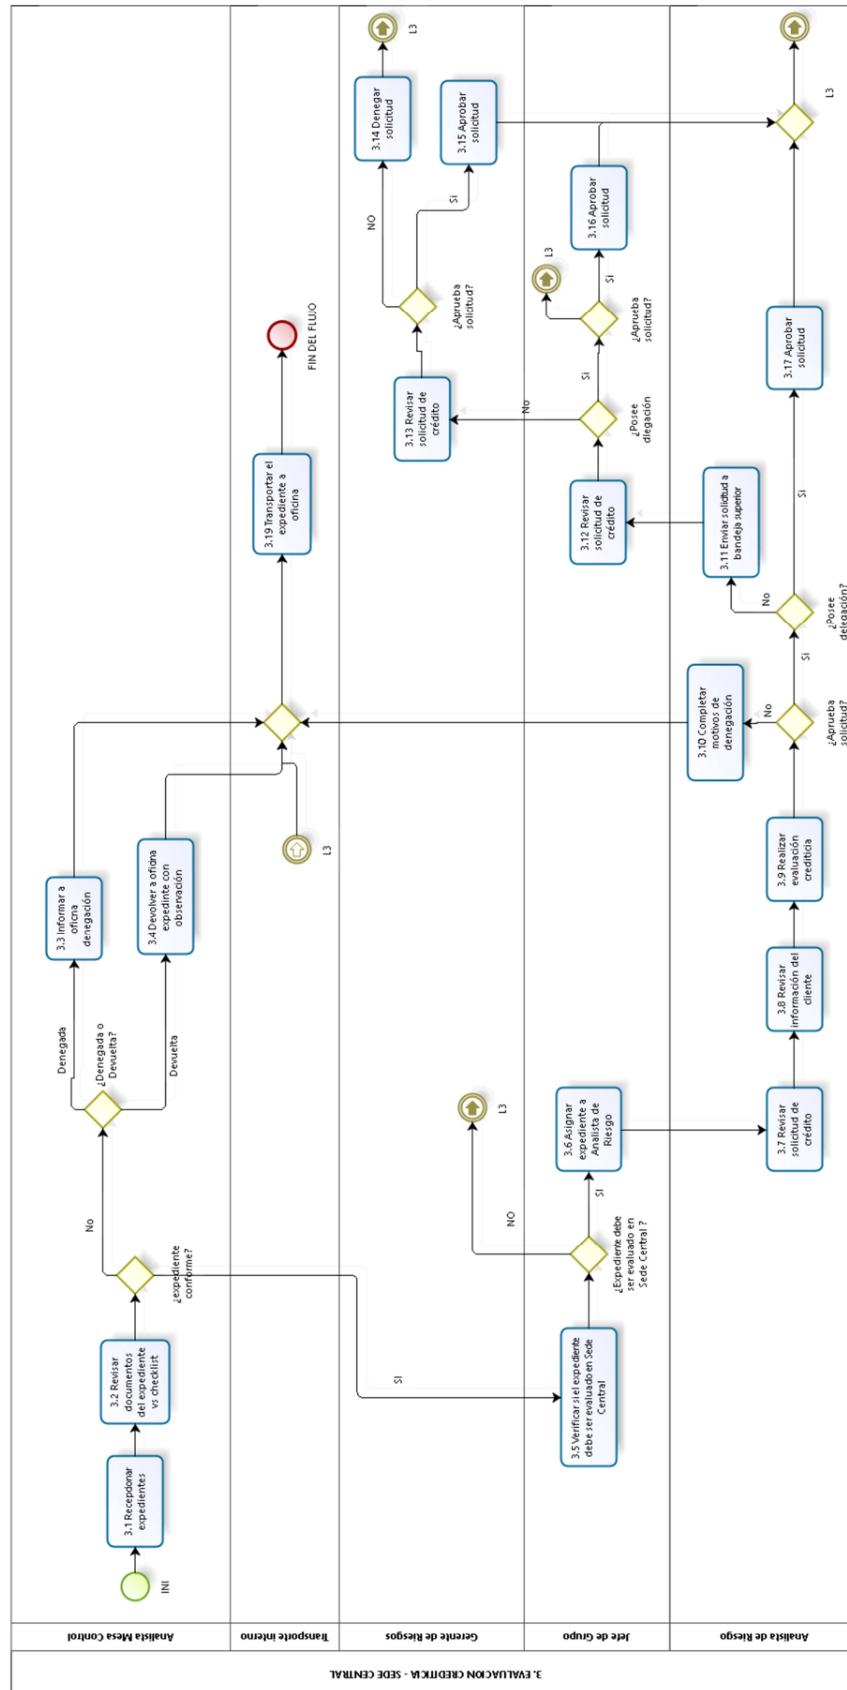 3. EVALUACION CREDITICIA - SEDE CENTRAL
Analista Mesa Control
INI
3.1 Recepcionar
expedientes
3.2 Revisar
documentos
del expediente
vs checklist
¿expediente
conforme?
No
SI
¿Denegada o
Devuelta?
Denegada
Devuelta
3.3 Informar a
oficna
denegación
3.4 Devolver a oficina
expedinte con
observación
Transporte interno
L3
3.19 Transportar el
expediente a
oficina
FIN DEL FLUJO
Gerente de Riesgos
NO
L3
3.13 Revisar
solicitud de
crédito
¿Aprueba
solicitud?
NO
Si
3.14 Denegar
solicitud
3.15 Aprobar
solicitud
L3
Jefe de Grupo
3.5 Verificar si el expediente
debe ser evaluado en Sede
Central
¿Expediente debe
ser evaluado en
Sede Central ?
SI
3.6 Asignar
expediente a
Analista de
Riesgo
3.12 Revisar
solicitud de
crédito
¿Posee
dlegación
No
Si
¿Aprueba
solicitud?
L3
Si
3.16 Aprobar
solicitud
Analista de Riesgo
3.7 Revisar
solicitud de
crédito
3.8 Revisar
información del
cliente
3.9 Realizar
evaluación
crediticia
¿Aprueba
solicitud?
No
Si
3.10 Completar
motivos de
denegación
¿Posee
delegación?
No
Si
3.11 Enviar solicitud a
bandeja superior
3.17 Aprobar
solicitud
L3